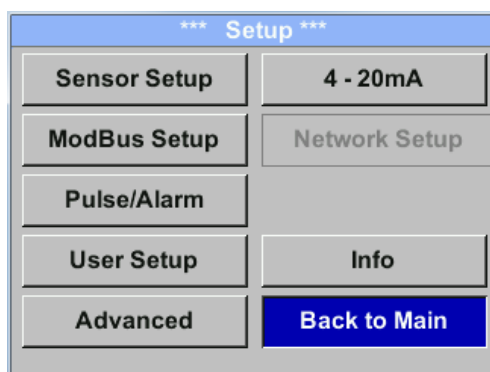 *** Setup ***
Sensor Setup
4 - 20mA
ModBus Setup
Network Setup
Pulse/Alarm
User Setup
Info
Advanced
Back to Main